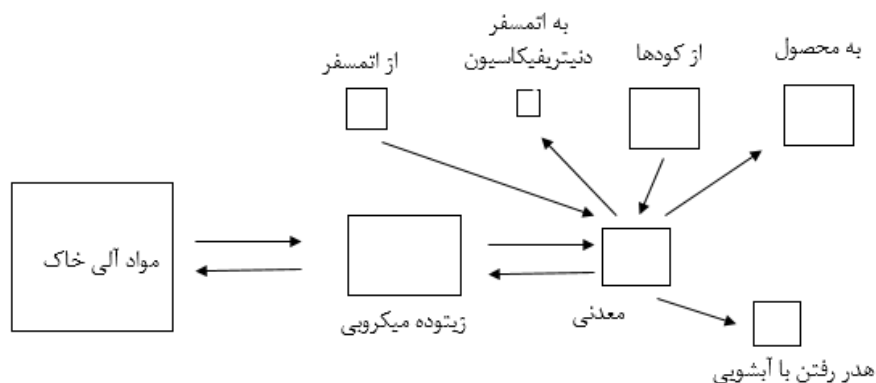 به محصول
از کودها
به اتمسفر
دنیتریفیکاسیون
از اتمسفر
مواد آلی خاک
زیتوده میکروبی
معدنی
هدر رفتن با آبشویی